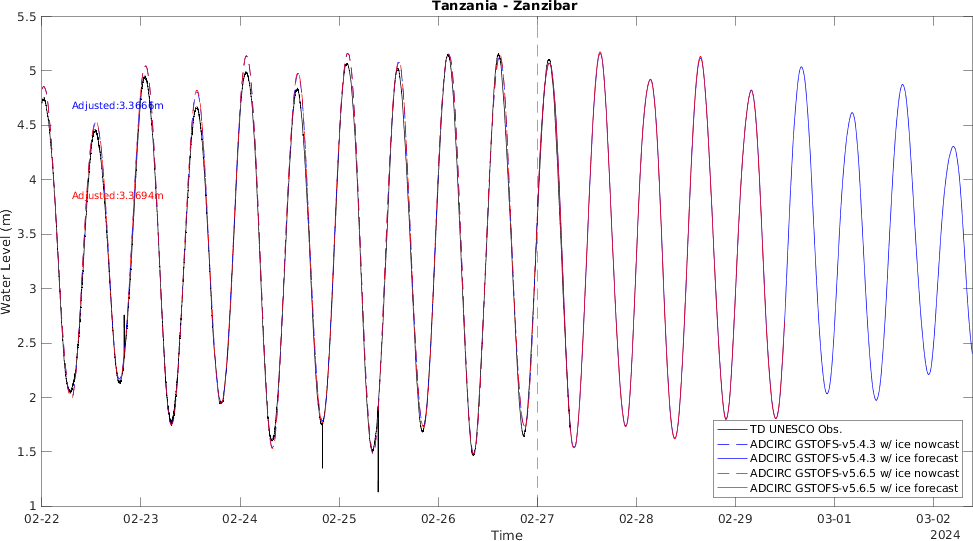 Tanzania - Zanzibar
5.5
5
4.5
4
3.5
3
2.5
2
1.5
1
Water Level (m)
Adjusted:3.3666m
Adjusted:3.3694m
TD UNESCO Obs.
ADCIRC GSTOFS-v5.4.3 w/ ice nowcast
ADCIRC GSTOFS-v5.4.3 w/ ice forecast
ADCIRC GSTOFS-v5.6.5 w/ ice nowcast
ADCIRC GSTOFS-v5.6.5 w/ ice forecast
02-22 02-23 02-24 02-25 02-26 02-27 02-28 02-29 03-01 03-02
Time
2024